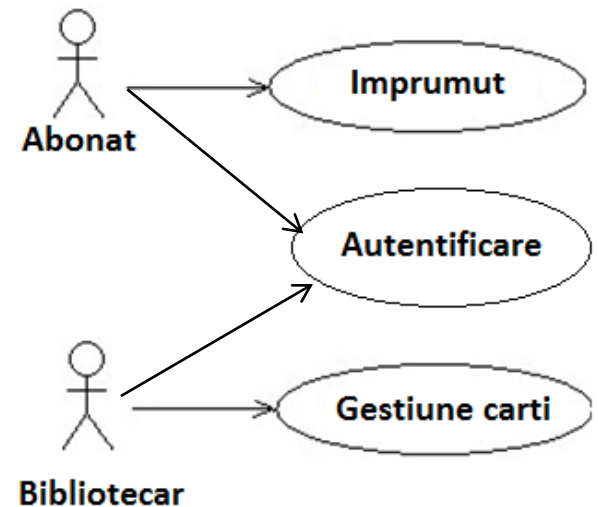 Imprumut
Abonat
Autentificare
Gestiune carti
Bibliotecar